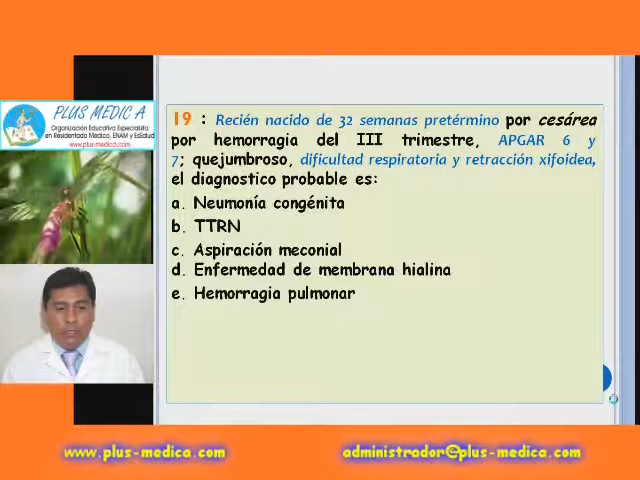 PLUS MEDIC A
Organización Educativa Especialista
en Residentado Medico, ENAM y EsSalud
www.plus-medica.com
19 : Recién nacido de 32 semanas pretérmino por cesárea
por hemorragia del III trimestre, APGAR 6 y
7; quejumbroso, dificultad respiratoria y retracción xifoidea,
el diagnostico probable es:
a. Neumonía congénita
b. TTRN
c. Aspiración meconial
d. Enfermedad de membrana hialina
e. Hemorragia pulmonar
www.plus-medica.com administrador@plus-medica.com